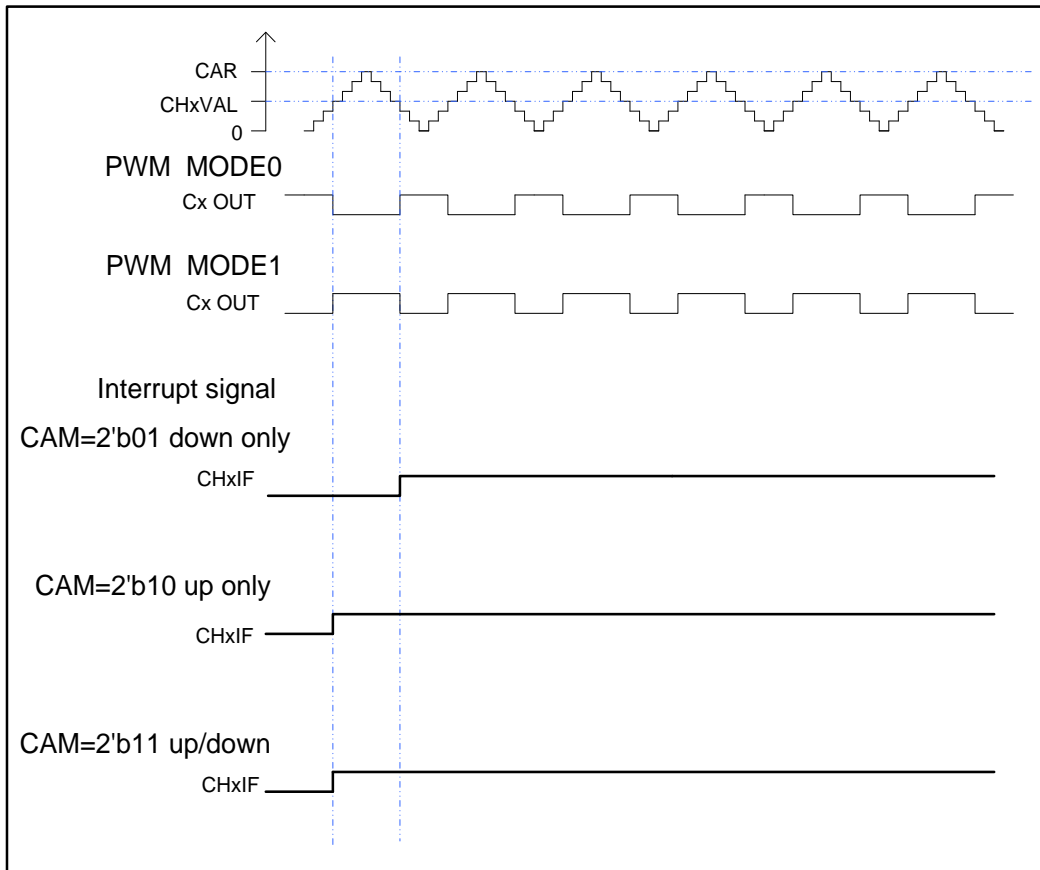 CAR
CHxVAL
0
PWM MODE0
Cx OUT
PWM MODE1
Cx OUT
Interrupt signal
CAM=2'b01 down only
CHxIF
CAM=2'b10 up only
CHxIF
CAM=2'b11 up/down
CHxIF